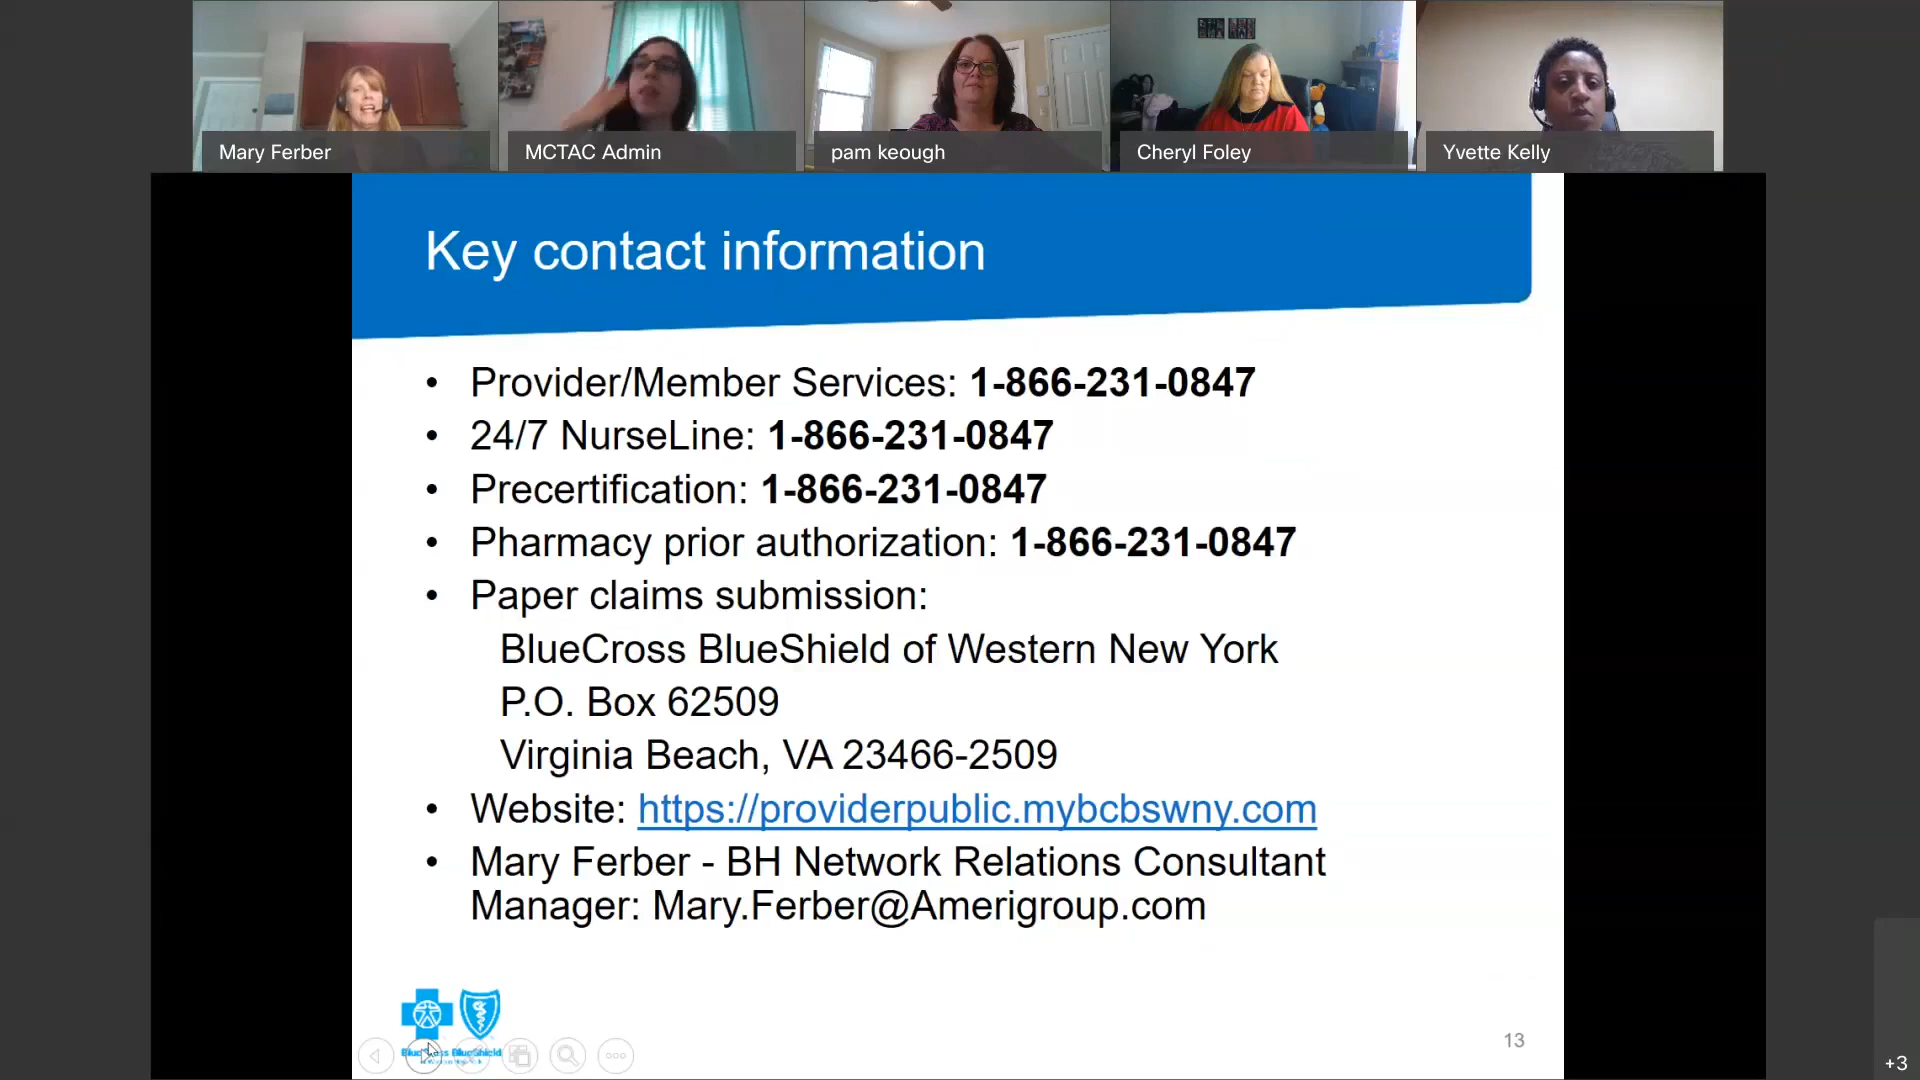 Mary Ferber
MCTAC Admin
pam keough
Cheryl Foley
Yvette Kelly
Key contact information
• Provider/Member Services: 1-866-231-0847
• 24/7 NurseLine: 1-866-231-0847
• Precertification: 1-866-231-0847
• Pharmacy prior authorization: 1-866-231-0847
• Paper claims submission:
BlueCross BlueShield of Western New York
P.O. Box 62509
Virginia Beach, VA 23466-2509
• Website: https://providerpublic.mybcbswny.com
• Mary Ferber - BH Network Relations Consultant
Manager: Mary.Ferber@Amerigroup.com
BlueCross BlueShield
13
+3